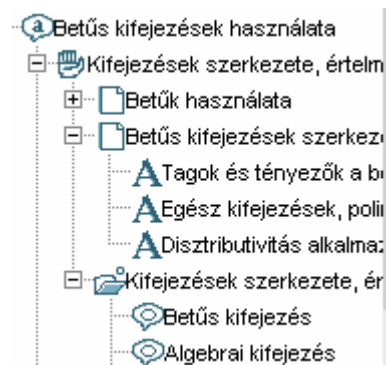 Betűs kifejezések használata
Kifejezések szerkezete, értelm
Betűk használata
Betűs kifejezések szerkez
Tagok és tényezők a b
Egész kifejezések, poli
Disztributivitás alkalmaz
Kifejezések szerkezete, ér
Betűs kifejezés
Algebrai kifejezés